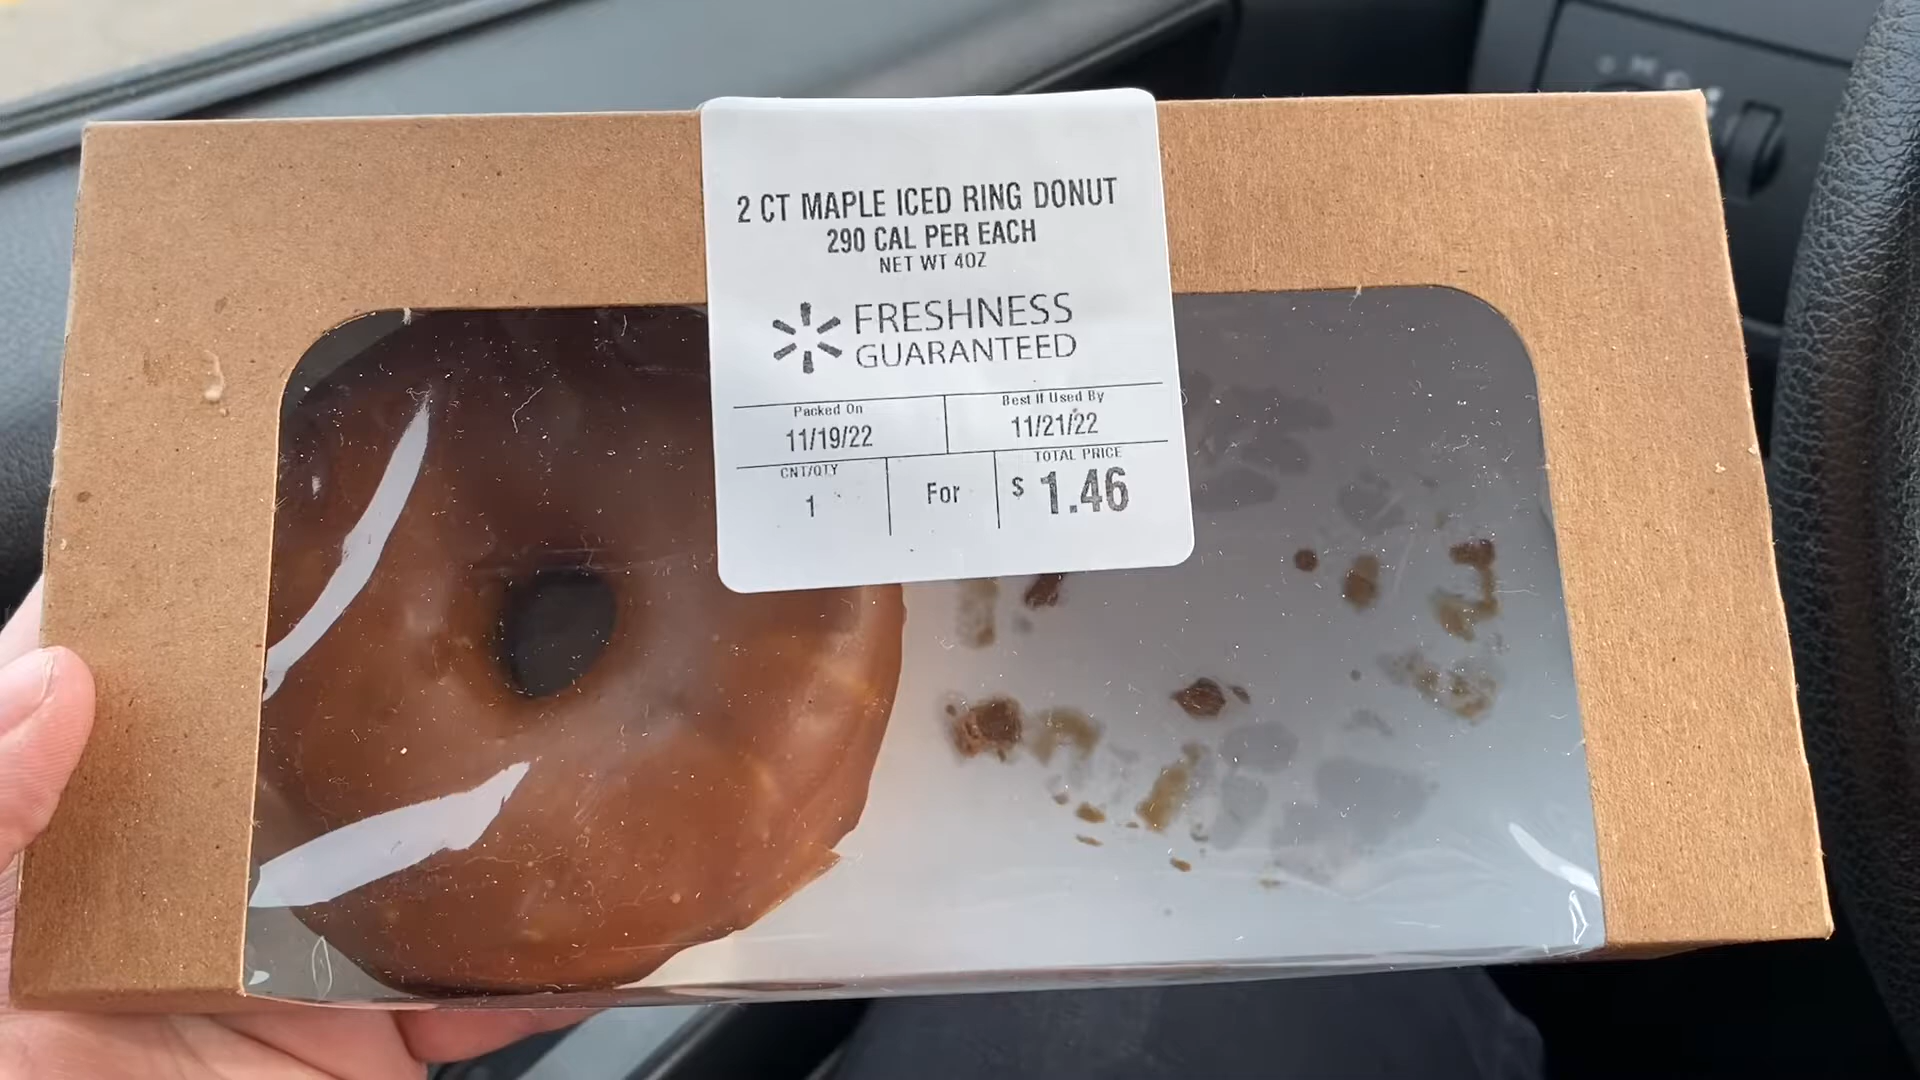 2 CT MAPLE ICED RING DONUT
290 CAL PER EACH
NET WT 4OZ
FRESHNESS
GUARANTEED
Packed On
11/19/22
Best If Used By
11/21/22
CNT/QTY
1
For
TOTAL PRICE
$ 1.46